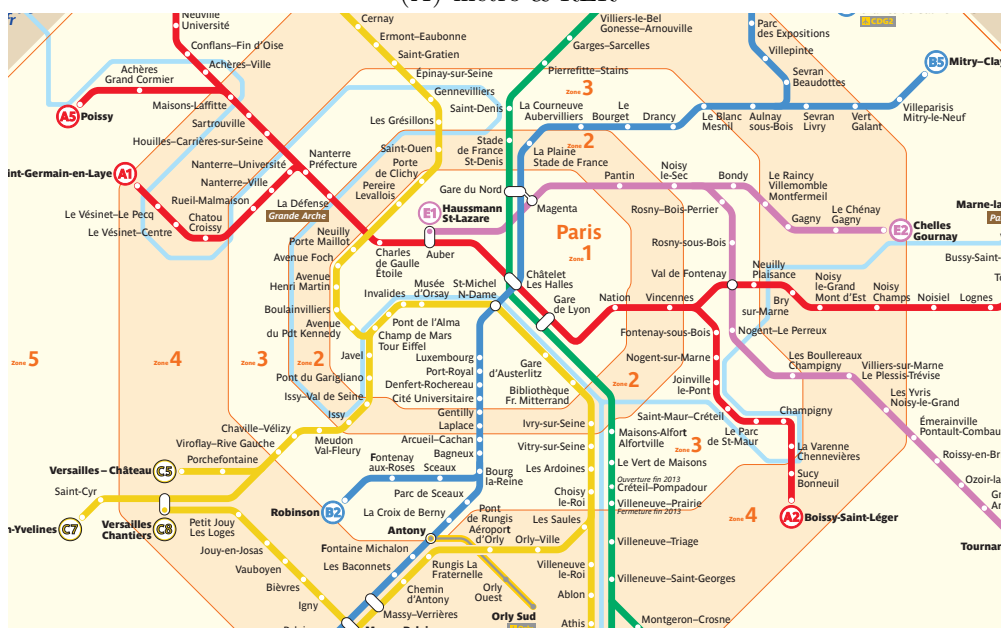 Neuville
Université
Conflans–Fin d'Oise
Achères–Ville
Achères
Grand Cormier
Maisons-Laffitte
A5
Poissy
Sartrouville
Houilles–Carrières-sur-Seine
Nanterre–Université
Nanterre–Ville
Nanterre
Préfecture
Rueil-Malmaison
Chatou
Croissy
Le Vésinet–Le Pecq
Le Vésinet–Centre
A1
La Défense
Grande Arche
Cernay
Ermont–Eaubonne
Saint-Gratien
Épinay-sur-Seine
Gennevilliers
Les Grésillons
Saint-Ouen
Porte
de Clichy
Pereire
Levallois
Neuilly
Porte Maillot
Avenue Foch
Avenue
Henri Martin
Boulainvilliers
Avenue
du Pdt Kennedy
Villiers-le-Bel
Gonesse–Arnouville
Garges–Sarcelles
Pierrefitte–Stains
Saint-Denis
Stade
de France
St-Denis
La Courneuve
Aubervilliers
Le
Bourget
Drancy
Le Blanc
Mesnil
Aulnay
sous-Bois
Sevran
Livry
Vert
Galant
Villeparisis
Mitry-le-Neuf
B5
Parc
des Expositions
Villepinte
Sevran
Beaudottes
CDG2
La Plaine
Stade de France
Gare du Nord
Magenta
E1
Haussmann
St-Lazare
Auber
Charles
de Gaulle
Étoile
Pantin
Noisy
le-Sec
Bondy
Le Raincy
Villemomble
Montfermeil
Gagny
Le Chénay
Gagny
E2
Chelles
Gournay
Rosny–Bois-Perrier
Rosny-sous-Bois
Val de Fontenay
Neuilly
Plaisance
Bry
sur-Marne
Noisy
le-Grand
Mont d'Est
Noisy
Champs
Noisiel
Lognes
Paris
Zone 1
Zone 2
Zone 3
Zone 5
Zone 4
Zone 3
Zone 2
Zone 2
Zone 3
Zone 4
Châtelet
Les Halles
Gare
de Lyon
Nation
Vincennes
Fontenay-sous-Bois
Nogent-sur-Marne
Joinville
le-Pont
Saint-Maur–Créteil
Le Parc
de St-Maur
Champigny
La Varenne
Chennevières
Sucy
Bonneuil
A2
Boissy-Saint-Léger
Nogent–Le Perreux
Les Boullereaux
Champigny
Villiers-sur-Marne
Le Plessis-Trévise
Les Yvris
Noisy-le-Grand
Émerainville
Invalides
Musée
d'Orsay
St-Michel
N-Dame
Pont de l'Alma
Champ de Mars
Tour Eiffel
Javel
Pont du Garigliano
Issy–Val de Seine
Issy
Meudon
Val-Fleury
Chaville–Vélizy
Viroflay–Rive Gauche
Porchefontaine
Versailles – Château
C5
Saint-Cyr
C7
Versailles
Chantiers
C8
Petit Jouy
Les Loges
Jouy-en-Josas
Vauboyen
Bièvres
Igny
Luxembourg
Port-Royal
Denfert-Rochereau
Cité Universitaire
Gentilly
Laplace
Arcueil–Cachan
Bagneux
Bourg
la-Reine
Fontenay
aux-Roses
Sceaux
Robinson
B2
Parc de Sceaux
La Croix de Berny
Antony
Fontaine Michalon
Les Baconnets
Chemin
d'Antony
Massy–Verrières
Rungis La
Fraternelle
Pont
de Rungis
Aéroport
d'Orly
Orly–Ville
Les Saules
Orly
Ouest
Orly Sud
Gare
d'Austerlitz
Bibliothèque
Fr. Mitterrand
Ivry-sur-Seine
Vitry-sur-Seine
Les Ardoines
Choisy
le-Roi
Villeneuve
le-Roi
Ablon
Athis
Maisons-Alfort
Alfortville
Le Vert de Maisons
Ouverture fin 2013
Créteil–Pompadour
Villeneuve–Prairie
Fermeture fin 2013
Villeneuve–Triage
Villeneuve–Saint-Georges
Montgeron–Crosne